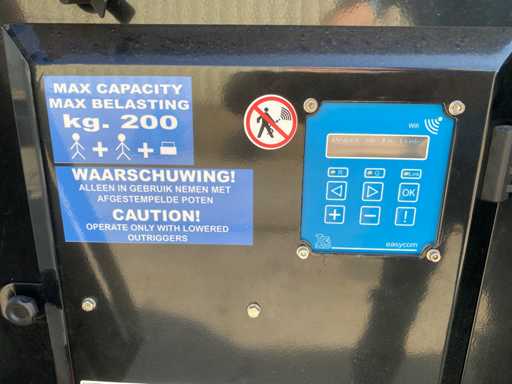 MAX CAPACITY
MAX BELASTING
kg. 200
+ +
WAARSCHUWING!
ALLEEN IN GEBRUIK NEMEN MET
AFGESTEMPELDE POTEN
CAUTION!
OPERATE ONLY WITH LOWERED
OUTRIGGERS
Wifi
OK
+ − !
easycom